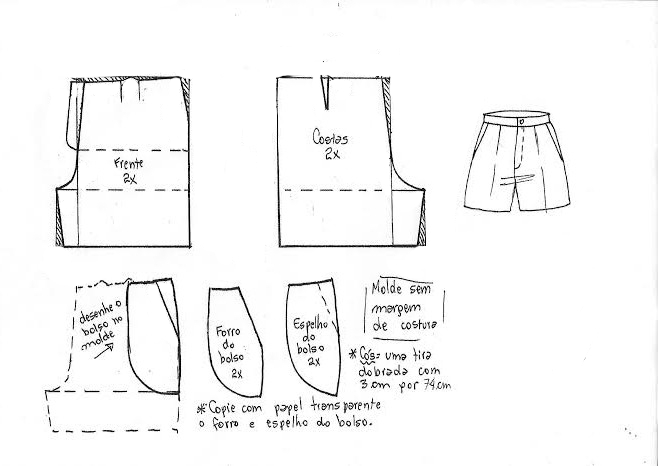 Frente
2x
Costas
2x
desenhe o
bolso no
molde
Forro
do
bolso
2x
Espelho
do
bolso
2x
Molde sem
margem
de costura
*Cós= uma tira
dobrada com
3cm por 74cm
*Copie com papel transparente
o forro e espelho do bolso.